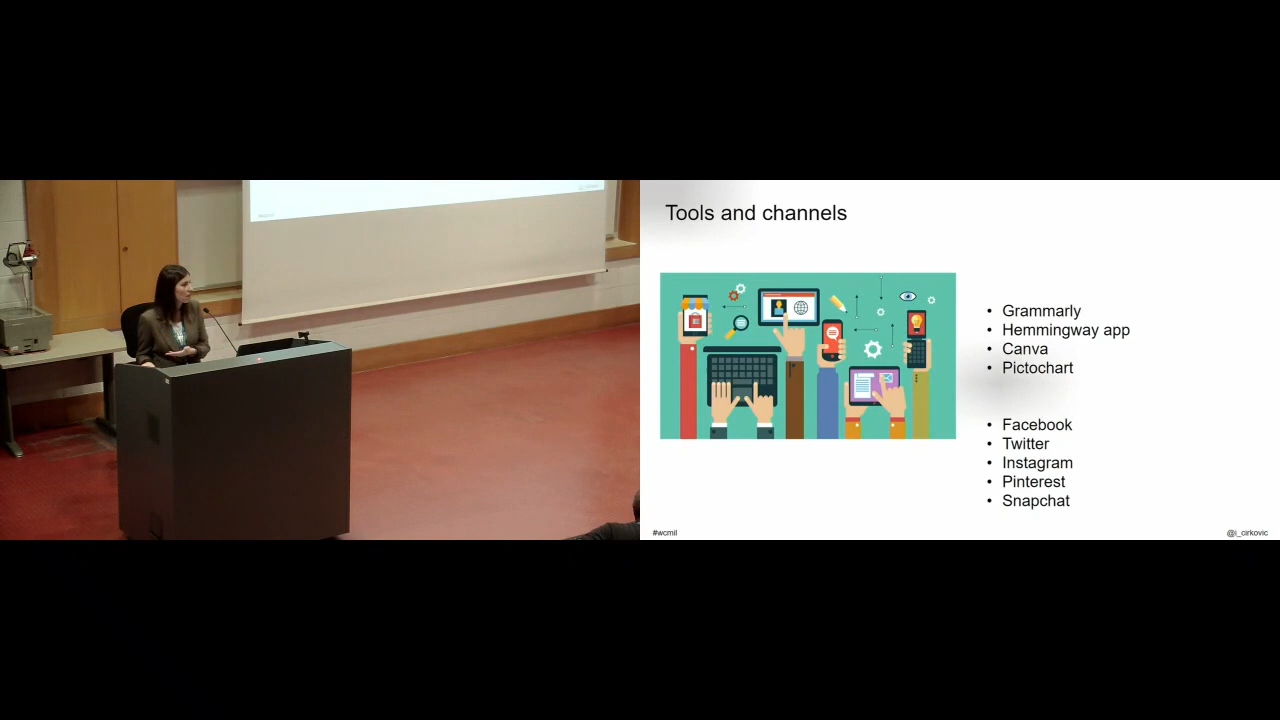 Tools and channels
• Grammarly
• Hemmingway app
• Canva
• Pictochart
• Facebook
• Twitter
• Instagram
• Pinterest
• Snapchat
#wcmil
@i_cirkovic